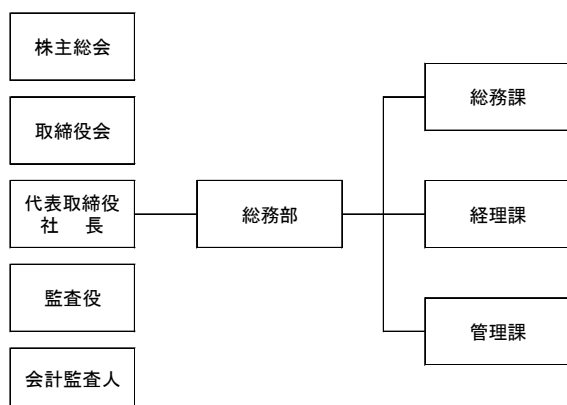 株主総会
取締役会
代表取締役
社　長
監査役
会計監査人
総務部
総務課
経理課
管理課